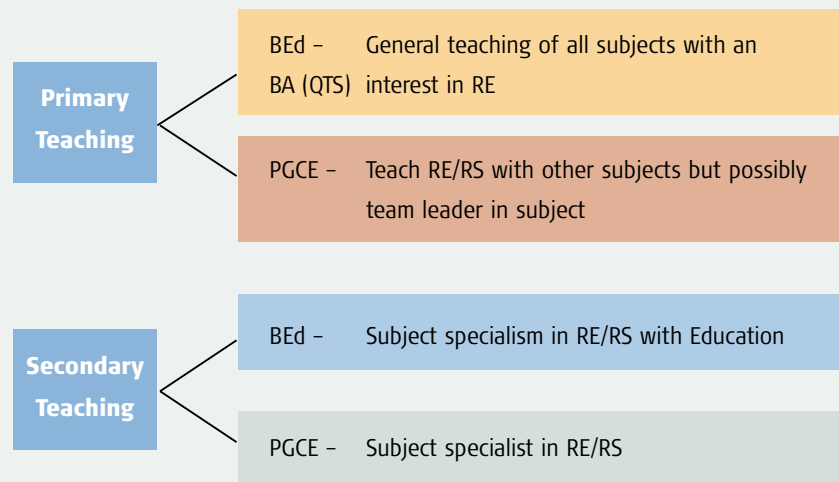 Primary
Teaching
BEd – General teaching of all subjects with an
BA (QTS) interest in RE
PGCE – Teach RE/RS with other subjects but possibly
team leader in subject
Secondary
Teaching
BEd – Subject specialism in RE/RS with Education
PGCE – Subject specialist in RE/RS